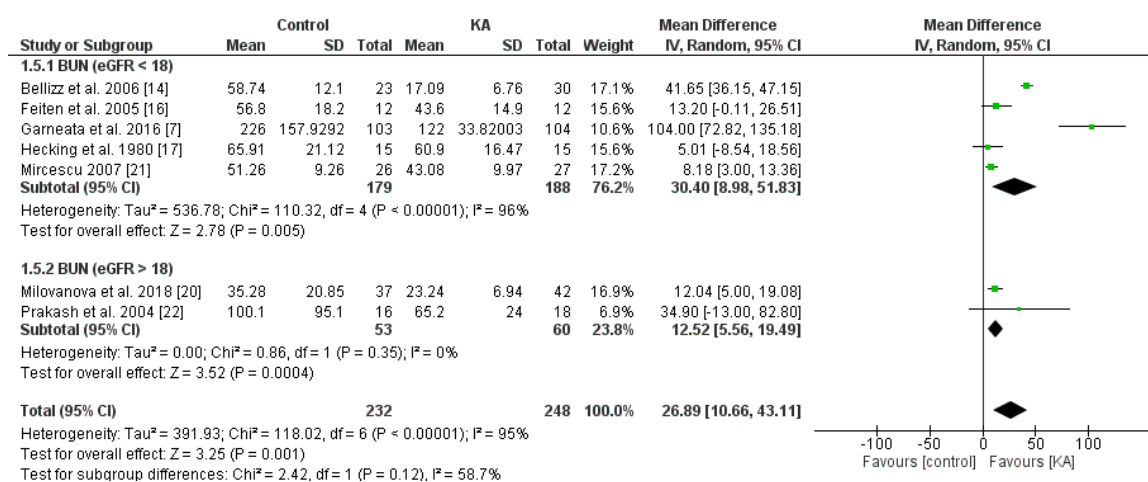 Control KA Mean Difference Mean Difference
Study or Subgroup Mean SD Total Mean SD Total Weight IV, Random, 95% CI IV, Random, 95% CI
1.5.1 BUN (eGFR < 18)
Bellizz et al. 2006 [14] 58.74 12.1 23 17.09 6.76 30 17.1% 41.65 [36.15, 47.15]
Feiten et al. 2005 [16] 56.8 18.2 12 43.6 14.9 12 15.6% 13.20 [-0.11, 26.51]
Garneata et al. 2016 [7] 226 157.9292 103 122 33.82003 104 10.6% 104.00 [72.82, 135.18]
Hecking et al. 1980 [17] 65.91 21.12 15 60.9 16.47 15 15.6% 5.01 [-8.54, 18.56]
Mircescu 2007 [21] 51.26 9.26 26 43.08 9.97 27 17.2% 8.18 [3.00, 13.36]
Subtotal (95% CI) 179 188 76.2% 30.40 [8.98, 51.83]
Heterogeneity: Tau² = 536.78; Chi² = 110.32, df = 4 (P < 0.00001); I² = 96%
Test for overall effect: Z = 2.78 (P = 0.005)
1.5.2 BUN (eGFR > 18)
Milovanova et al. 2018 [20] 35.28 20.85 37 23.24 6.94 42 16.9% 12.04 [5.00, 19.08]
Prakash et al. 2004 [22] 100.1 95.1 16 65.2 24 18 6.9% 34.90 [-13.00, 82.80]
Subtotal (95% CI) 53 60 23.8% 12.52 [5.56, 19.49]
Heterogeneity: Tau² = 0.00; Chi² = 0.86, df = 1 (P = 0.35); I² = 0%
Test for overall effect: Z = 3.52 (P = 0.0004)
Total (95% CI) 232 248 100.0% 26.89 [10.66, 43.11]
Heterogeneity: Tau² = 391.93; Chi² = 118.02, df = 6 (P < 0.00001); I² = 95%
Test for overall effect: Z = 3.25 (P = 0.001)
Test for subgroup differences: Chi² = 2.42, df = 1 (P = 0.12), I² = 58.7%
-100 -50 0 50 100
Favours [control] Favours [KA]